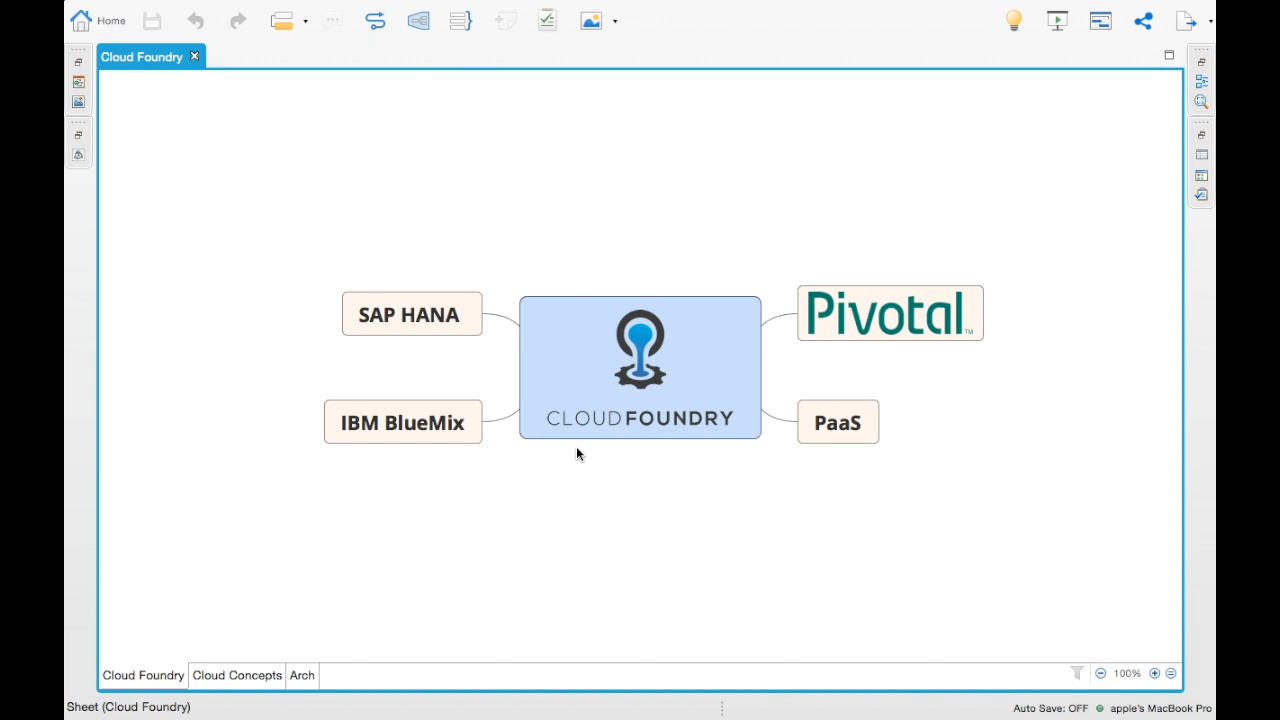 Home
Cloud Foundry
SAP HANA
Pivotal™
CLOUDFOUNDRY
IBM BlueMix
PaaS
Cloud Foundry
Cloud Concepts
Arch
100%
Sheet (Cloud Foundry)
Auto Save: OFF
apple's MacBook Pro